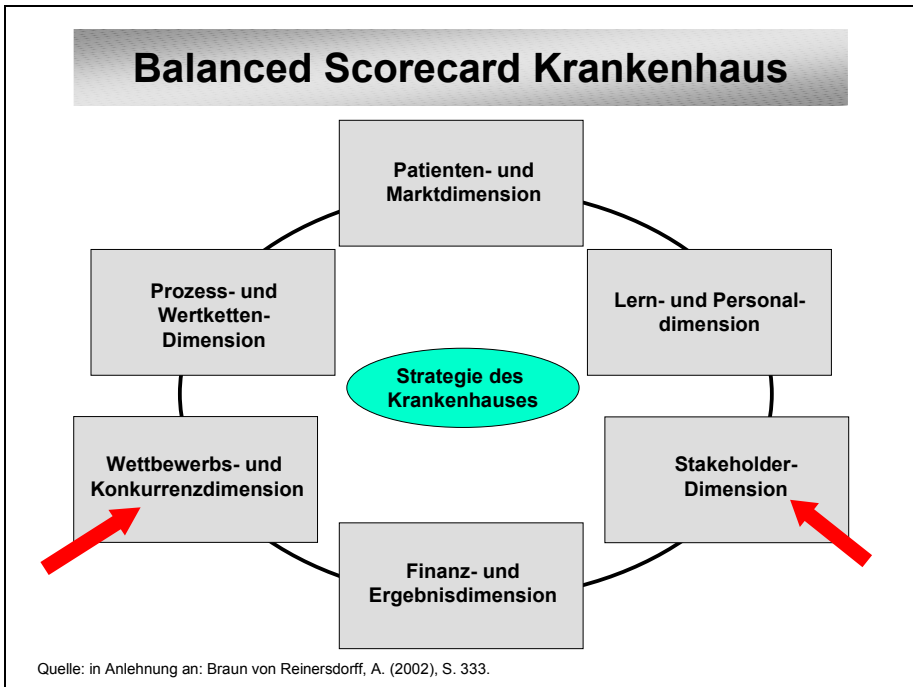 Balanced Scorecard Krankenhaus
Patienten- und
Marktdimension
Prozess- und
Wertketten-
Dimension
Lern- und Personal-
dimension
Strategie des
Krankenhauses
Wettbewerbs- und
Konkurrenzdimension
Stakeholder-
Dimension
Finanz- und
Ergebnisdimension
Quelle: in Anlehnung an: Braun von Reinersdorff, A. (2002), S. 333.